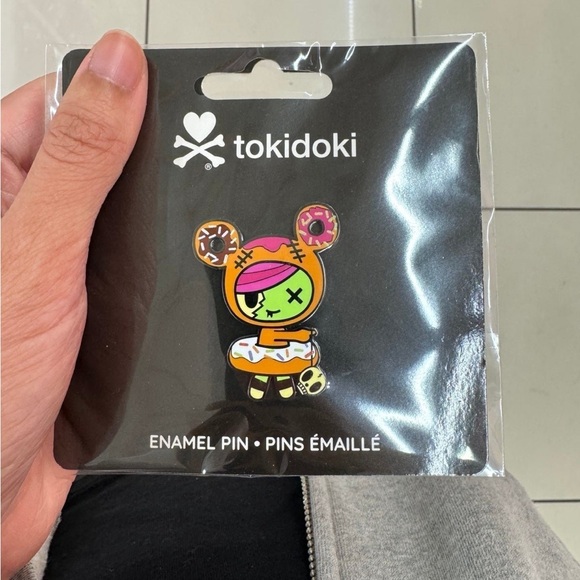 tokidoki
ENAMEL PIN • PINS ÉMAILLÉ